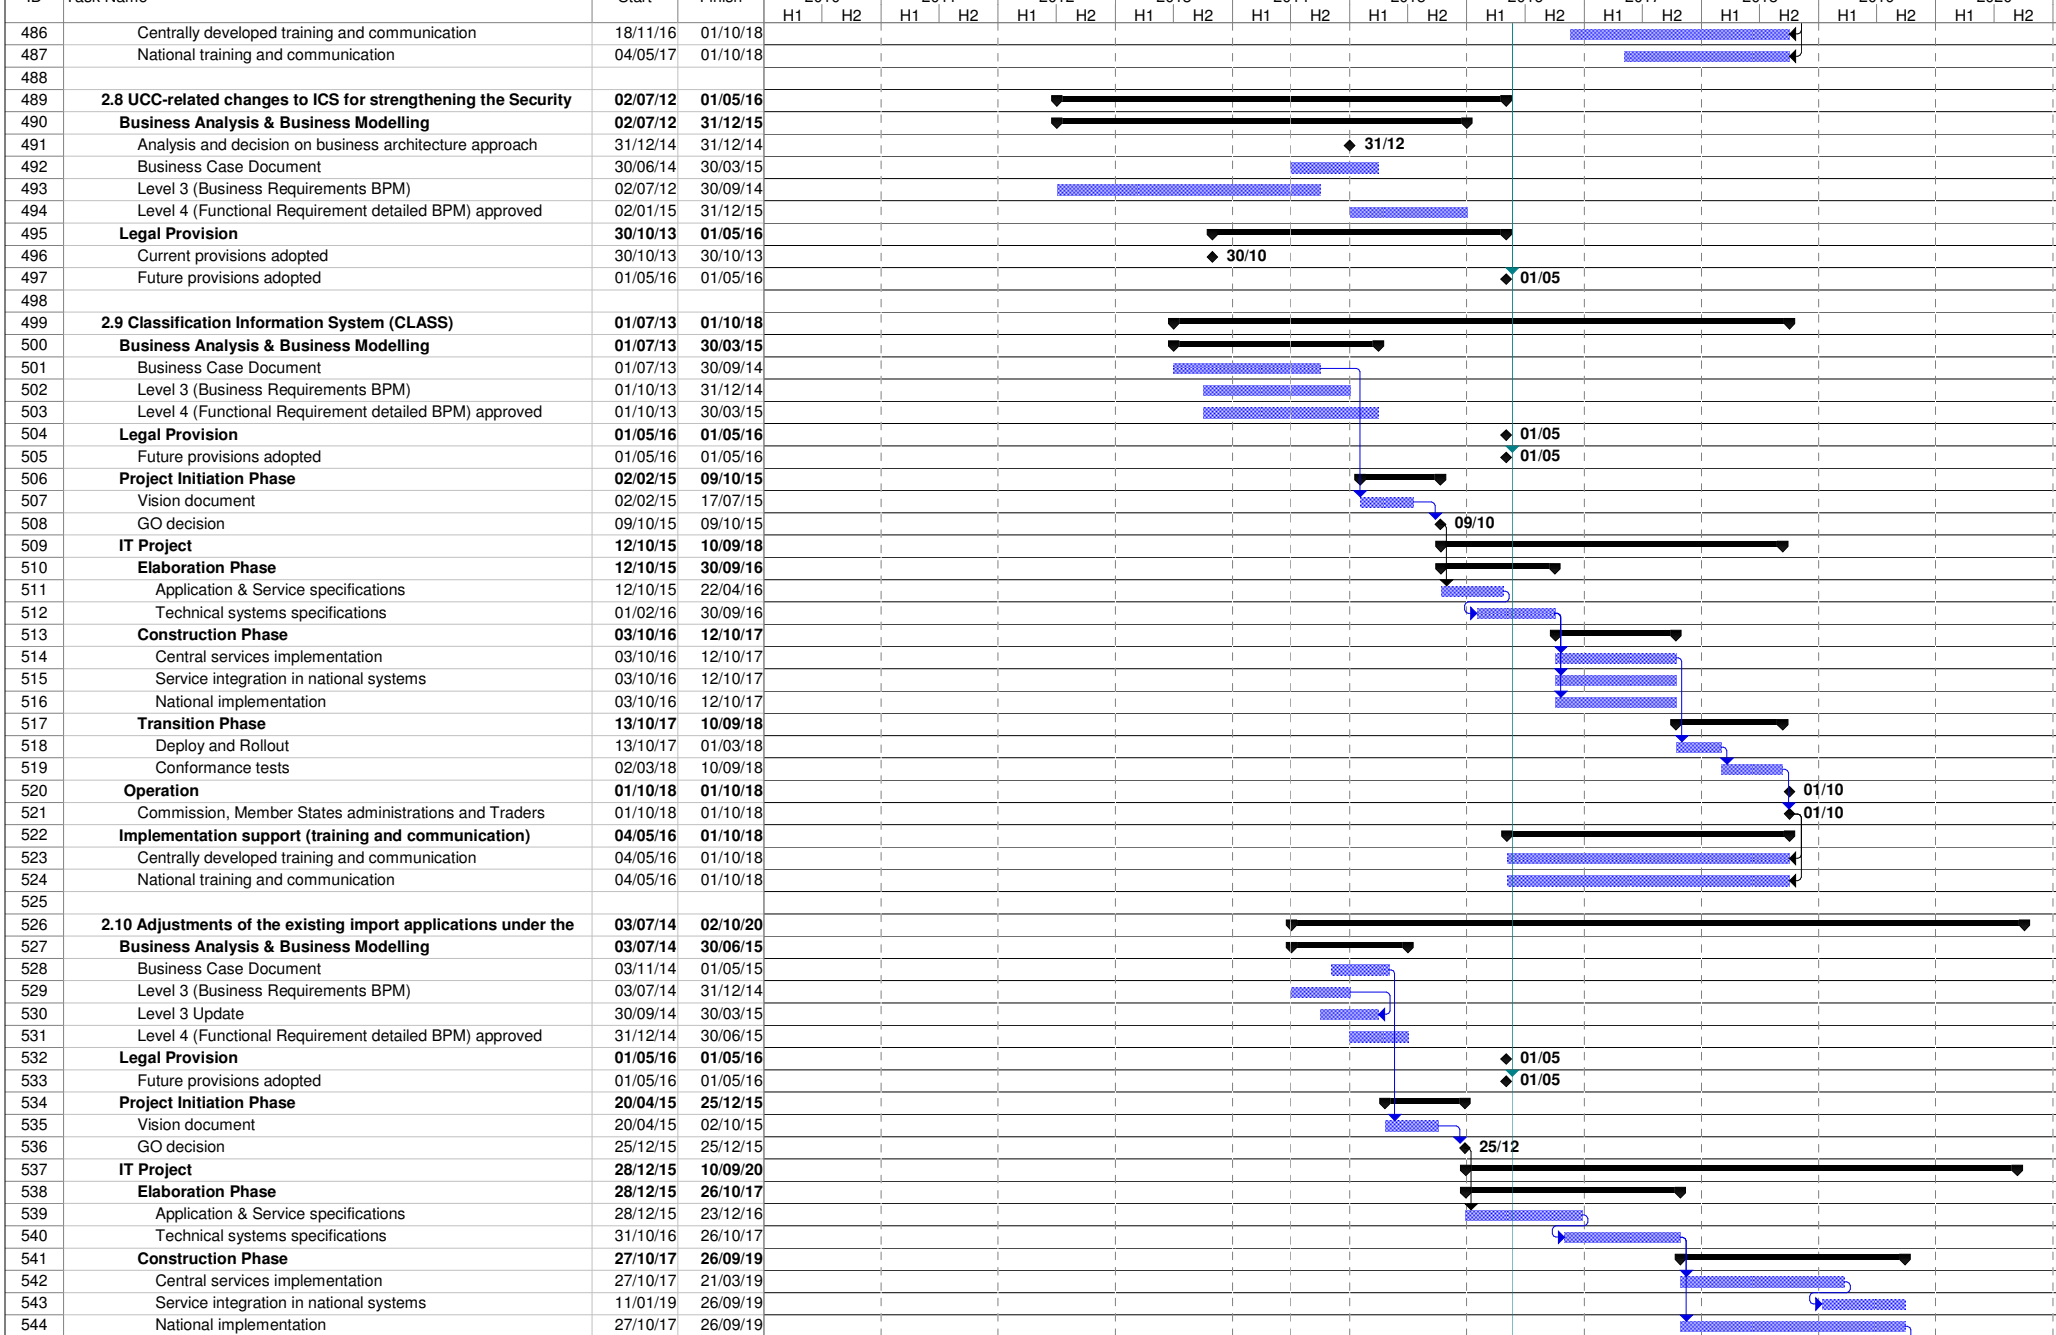 ID Task Name Start Finish 2010 2011 2012 2013 2014 2015 2016 2017 2018 2019 2020
H1 H2 H1 H2 H1 H2 H1 H2 H1 H2 H1 H2 H1 H2 H1 H2 H1 H2 H1 H2 H1 H2
486 Centrally developed training and communication 18/11/16 01/10/18
487 National training and communication 04/05/17 01/10/18
488
489 2.8 UCC-related changes to ICS for strengthening the Security 02/07/12 01/05/16
490 Business Analysis & Business Modelling 02/07/12 31/12/15
491 Analysis and decision on business architecture approach 31/12/14 31/12/14 31/12
492 Business Case Document 30/06/14 30/03/15
493 Level 3 (Business Requirements BPM) 02/07/12 30/09/14
494 Level 4 (Functional Requirement detailed BPM) approved 02/01/15 31/12/15
495 Legal Provision 30/10/13 01/05/16
496 Current provisions adopted 30/10/13 30/10/13 30/10
497 Future provisions adopted 01/05/16 01/05/16 01/05
498
499 2.9 Classification Information System (CLASS) 01/07/13 01/10/18
500 Business Analysis & Business Modelling 01/07/13 30/03/15
501 Business Case Document 01/07/13 30/09/14
502 Level 3 (Business Requirements BPM) 01/10/13 31/12/14
503 Level 4 (Functional Requirement detailed BPM) approved 01/10/13 30/03/15
504 Legal Provision 01/05/16 01/05/16 01/05
505 Future provisions adopted 01/05/16 01/05/16 01/05
506 Project Initiation Phase 02/02/15 09/10/15
507 Vision document 02/02/15 17/07/15
508 GO decision 09/10/15 09/10/15 09/10
509 IT Project 12/10/15 10/09/18
510 Elaboration Phase 12/10/15 30/09/16
511 Application & Service specifications 12/10/15 22/04/16
512 Technical systems specifications 01/02/16 30/09/16
513 Construction Phase 03/10/16 12/10/17
514 Central services implementation 03/10/16 12/10/17
515 Service integration in national systems 03/10/16 12/10/17
516 National implementation 03/10/16 12/10/17
517 Transition Phase 13/10/17 10/09/18
518 Deploy and Rollout 13/10/17 01/03/18
519 Conformance tests 02/03/18 10/09/18
520 Operation 01/10/18 01/10/18 01/10
521 Commission, Member States administrations and Traders 01/10/18 01/10/18 01/10
522 Implementation support (training and communication) 04/05/16 01/10/18
523 Centrally developed training and communication 04/05/16 01/10/18
524 National training and communication 04/05/16 01/10/18
525
526 2.10 Adjustments of the existing import applications under the 03/07/14 02/10/20
527 Business Analysis & Business Modelling 03/07/14 30/06/15
528 Business Case Document 03/11/14 01/05/15
529 Level 3 (Business Requirements BPM) 03/07/14 31/12/14
530 Level 3 Update 30/09/14 30/03/15
531 Level 4 (Functional Requirement detailed BPM) approved 31/12/14 30/06/15
532 Legal Provision 01/05/16 01/05/16 01/05
533 Future provisions adopted 01/05/16 01/05/16 01/05
534 Project Initiation Phase 20/04/15 25/12/15
535 Vision document 20/04/15 02/10/15
536 GO decision 25/12/15 25/12/15 25/12
537 IT Project 28/12/15 10/09/20
538 Elaboration Phase 28/12/15 26/10/17
539 Application & Service specifications 28/12/15 23/12/16
540 Technical systems specifications 31/10/16 26/10/17
541 Construction Phase 27/10/17 26/09/19
542 Central services implementation 27/10/17 21/03/19
543 Service integration in national systems 11/01/19 26/09/19
544 National implementation 27/10/17 26/09/19